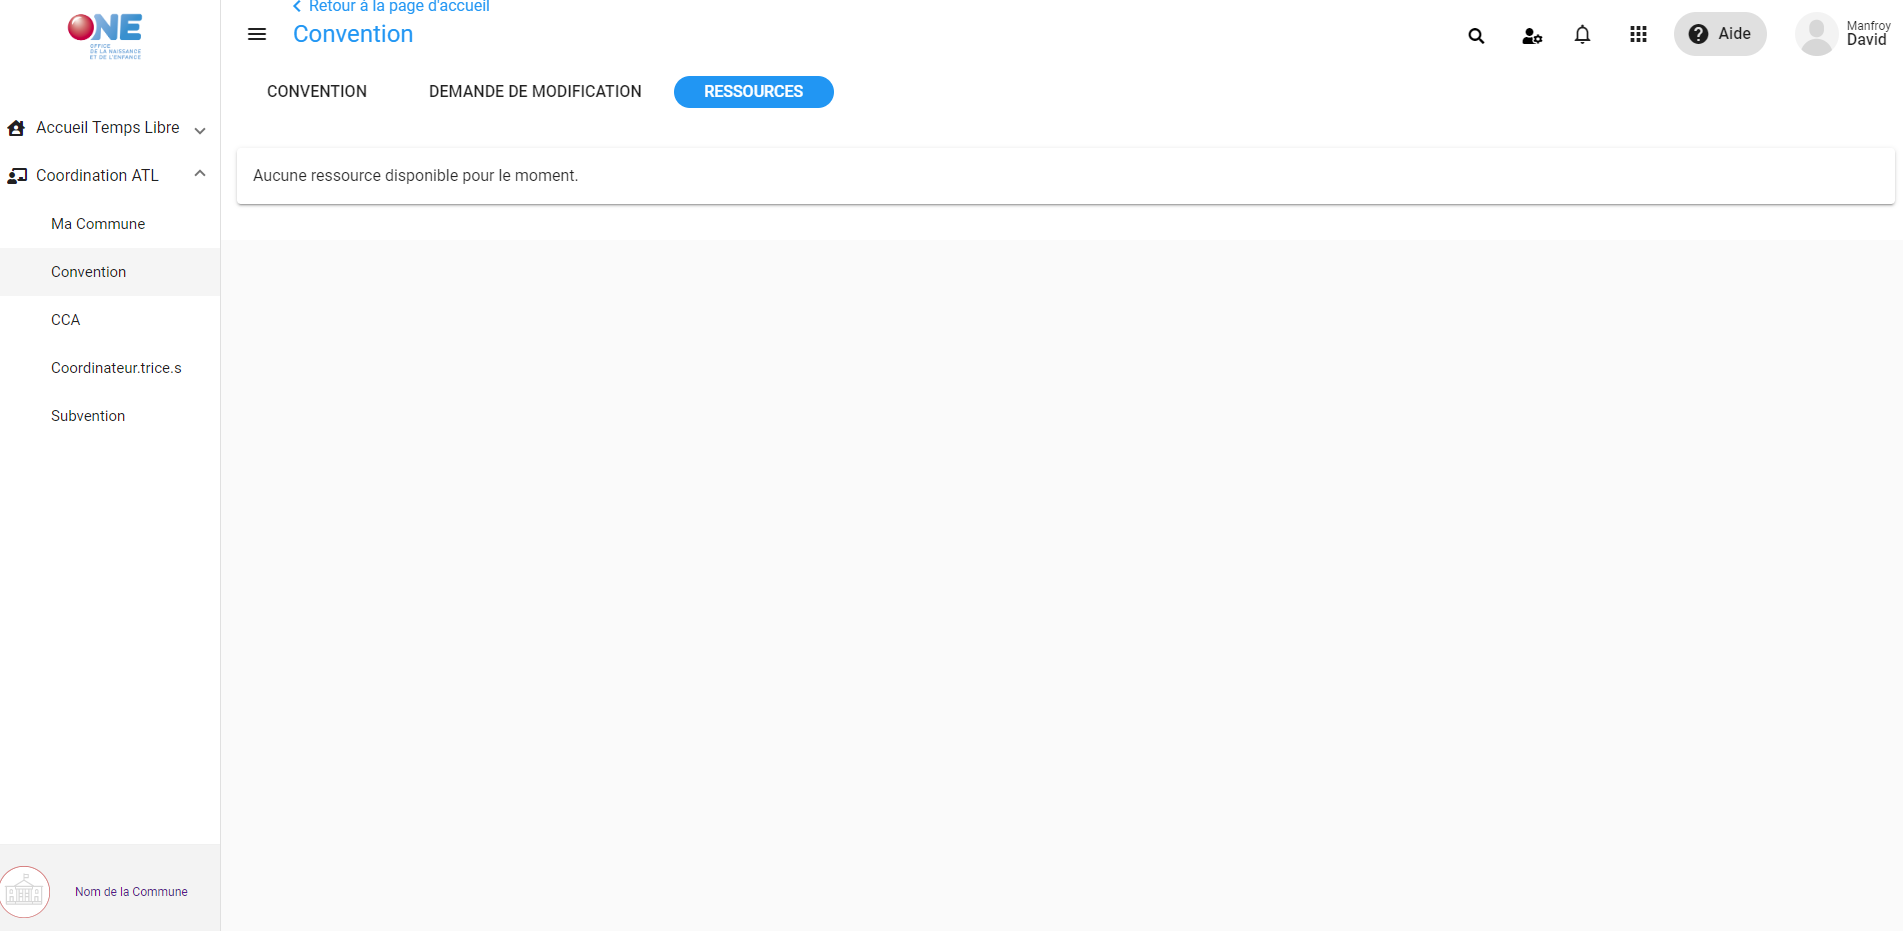 ONE
OFFICE
DE LA NAISSANCE
ET DE L'ENFANCE
Retour à la page d'accueil
Convention
Aide
Manfroy
David
CONVENTION
DEMANDE DE MODIFICATION
RESSOURCES
Accueil Temps Libre
Coordination ATL
Ma Commune
Convention
CCA
Coordinateur.trice.s
Subvention
Aucune ressource disponible pour le moment.
Nom de la Commune